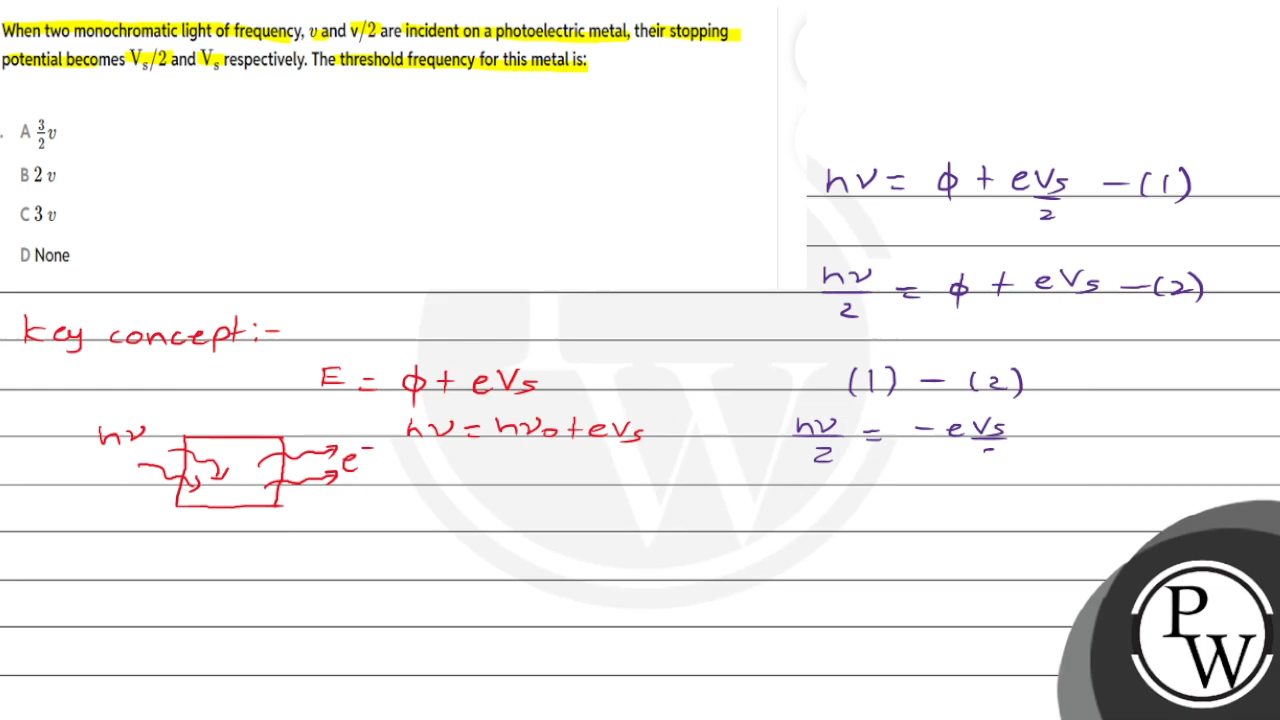 When two monochromatic light of frequency, υ and v/2 are incident on a photoelectric metal, their stopping
potential becomes Vₛ/2 and Vₛ respectively. The threshold frequency for this metal is:
. A 3/2 υ
B 2 υ
C 3 υ
D None
hν = ϕ + eVs/2 – (1)
hν/2 = ϕ + eVs – (2)
key concept:-
E = ϕ + eVs
(1) – (2)
hν
hν = hν₀ + eVs
hν/2 = - eVs
e⁻
P
W